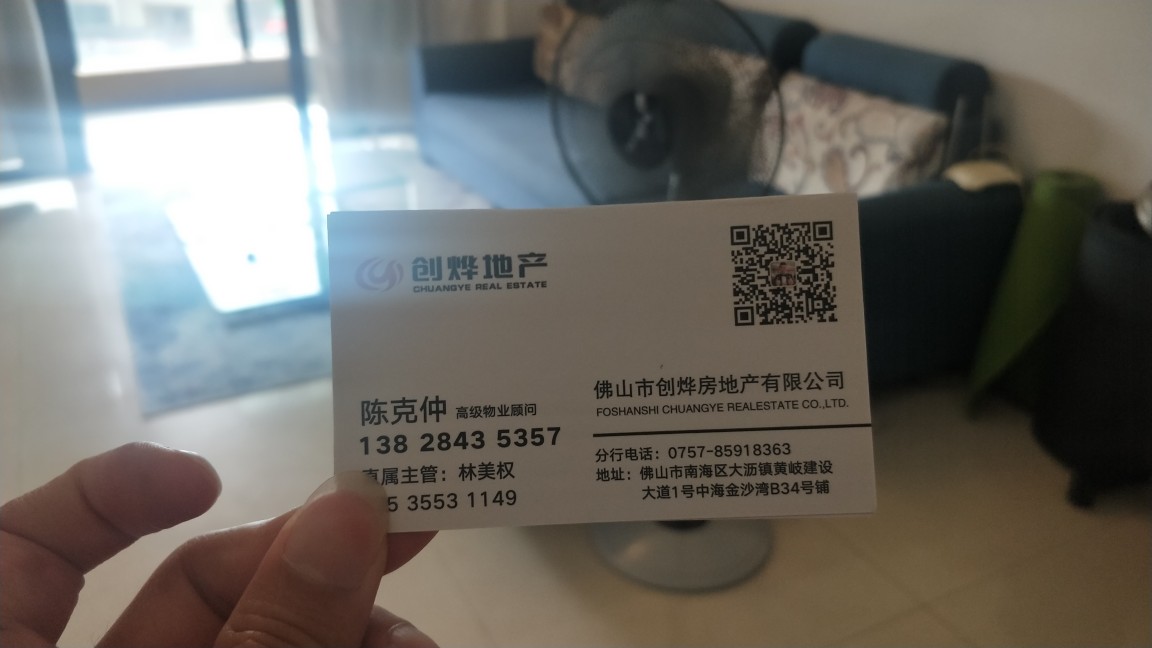 创烨地产
CHUANGYE REAL ESTATE
陈克仲 高级物业顾问
138 2843 5357
直属主管：林美权
5 3553 1149
佛山市创烨房地产有限公司
FOSHANSHI CHUANGYE REALESTATE CO.,LTD.
分行电话：0757-85918363
地址：佛山市南海区大沥镇黄岐建设
大道1号中海金沙湾B34号铺